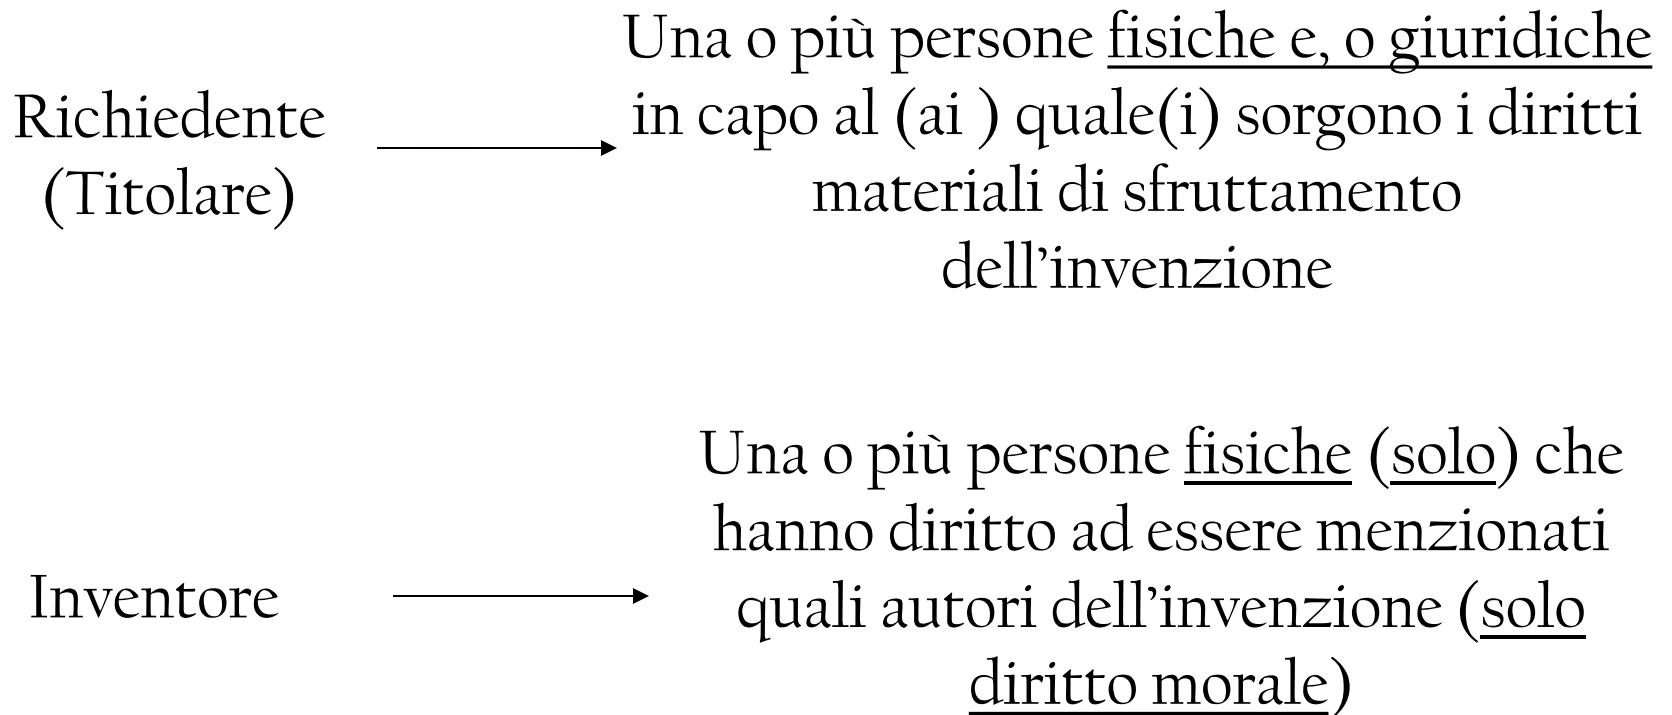 Richiedente
(Titolare)
Una o più persone fisiche e, o giuridiche
in capo al (ai ) quale(i) sorgono i diritti
materiali di sfruttamento
dell’invenzione
Inventore
Una o più persone fisiche (solo) che
hanno diritto ad essere menzionati
quali autori dell’invenzione (solo
diritto morale)